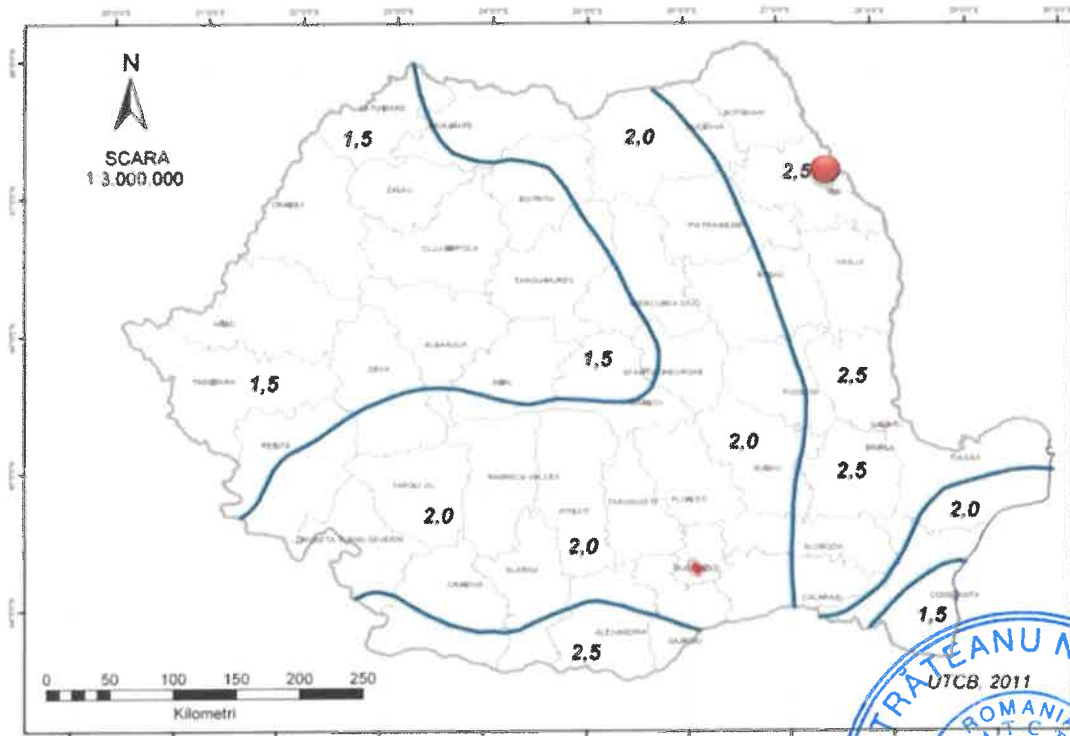 N
SCARA
1:3.000.000
1,5
2,0
2,5
SATU MARE
BAIA MARE
SUCEAVA
BOTOSANI
IASI
ZALAU
ORADEA
BISTRITA
CLUJ-NAPOCA
PIATRA NEAMT
TARGU-MURES
BACAU
VASLUI
MIERCUREA CIUC
ARAD
ALBA IULIA
DEVA
SIBIU
1,5
SFANTU GHEORGHE
2,5
TIMISOARA
1,5
BRASOV
FOCSANI
RESITA
2,0
GALATI
BRAILA
TULCEA
BUZAU
2,5
TARGU JIU
RAMNICU VALCEA
PITESTI
TARGOVISTE
PLOIESTI
2,0
2,0
2,0
DROBETA TURNU SEVERIN
SLOBOZIA
SLATINA
BUCURESTI
CRAIOVA
CALARASI
CONSTANTA
1,5
ALEXANDRIA
GIURGIU
2,5
0 50 100 150 200 250
Kilometri
UTCB, 2011
TRĂTEANU
ROMANIA